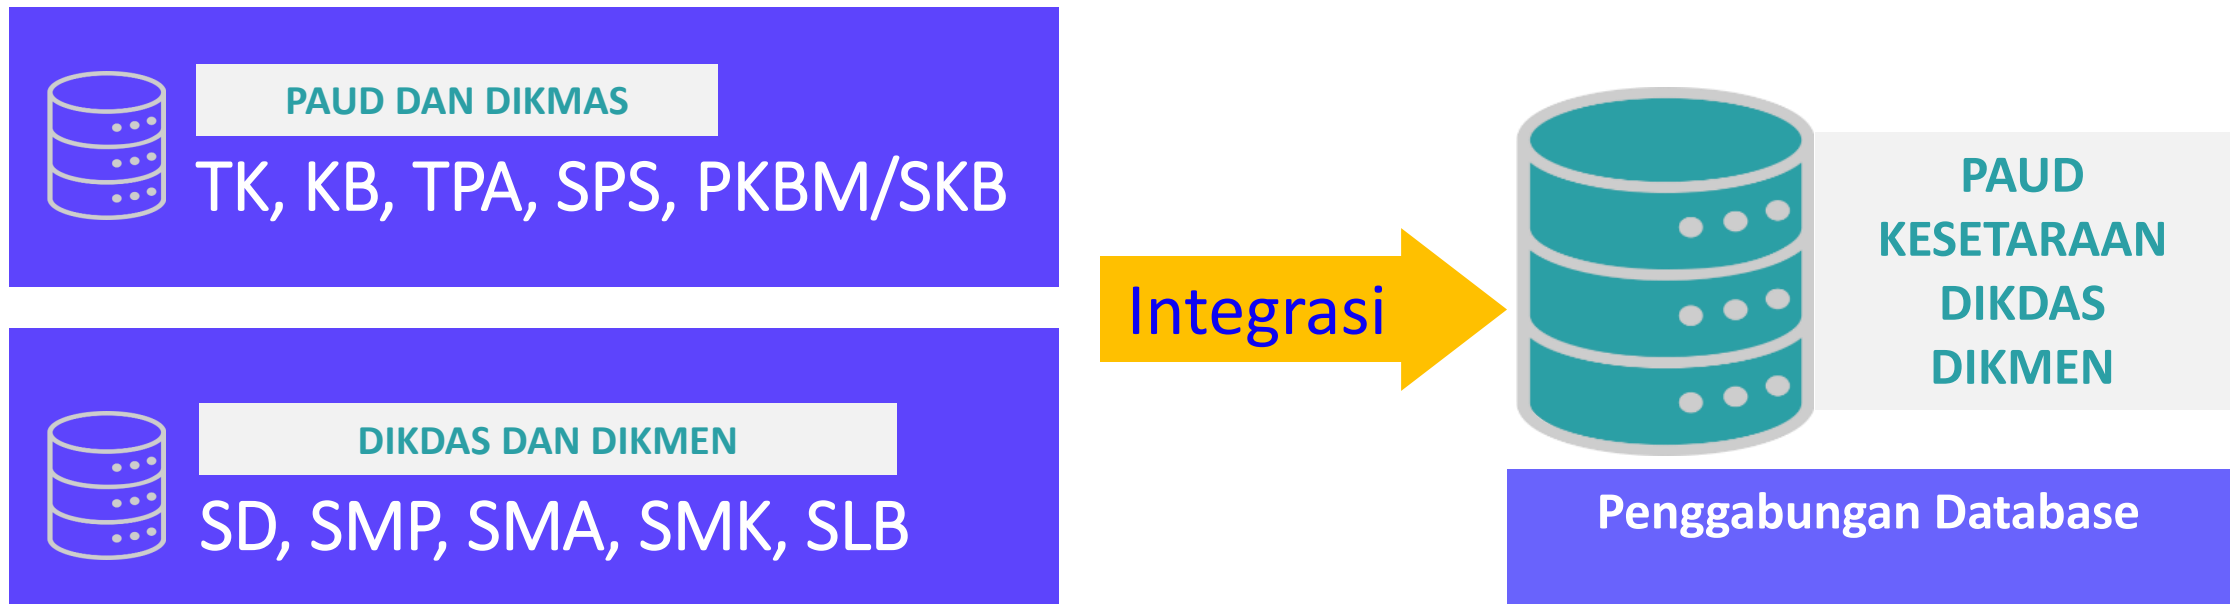 PAUD DAN DIKMAS
TK, KB, TPA, SPS, PKBM/SKB
DIKDAS DAN DIKMEN
SD, SMP, SMA, SMK, SLB
Integrasi
PAUD
KESETARAAN
DIKDAS
DIKMEN
Penggabungan Database